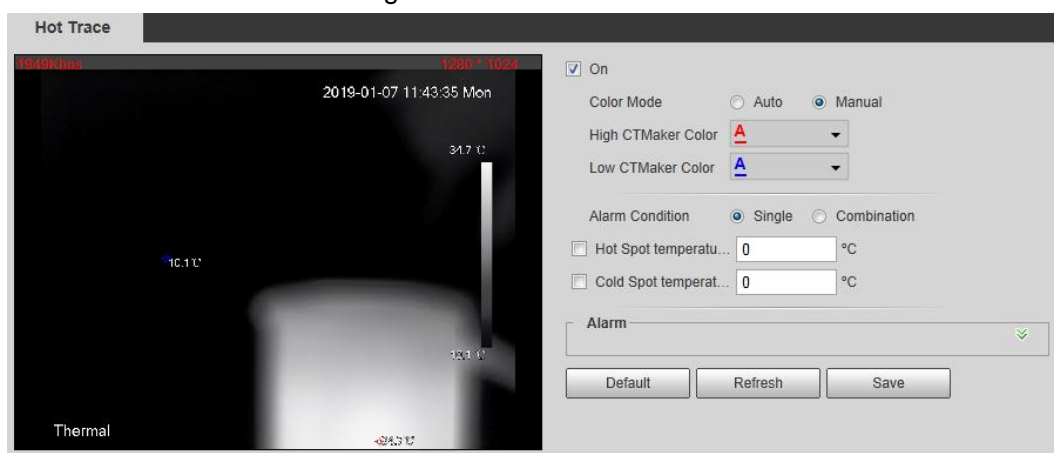 Hot Trace
1949Kbps
1280 * 1024
2019-01-07 11:43:35 Mon
34.7 ℃
10.1℃
Thermal
On
Color Mode Auto Manual
High CTMaker Color A
Low CTMaker Color A
Alarm Condition Single Combination
Hot Spot temperatu... 0 °C
Cold Spot temperat... 0 °C
Alarm
Default Refresh Save